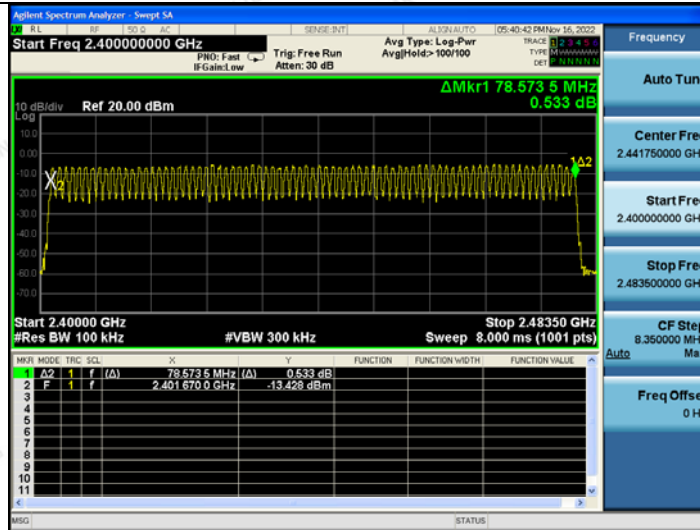 Agilent Spectrum Analyzer - Swept SA
RL RF 50 Ω AC SENSE:INT ALIGNAUTO 05:40:42 PM Nov 16, 2022
Start Freq 2.400000000 GHz
PNO: Fast
IFGain:Low
Trig: Free Run
Atten: 30 dB
Avg Type: Log-Pwr
Avg|Hold:> 100/100
TRACE 1 2 3 4 5 6
TYPE
DET P N N N N N
ΔMkr1 78.573 5 MHz
0.533 dB
10 dB/div Ref 20.00 dBm
Log
10.0
0.00
-10.0
-20.0
-30.0
-40.0
-50.0
-60.0
-70.0
2
1Δ2
Start 2.40000 GHz Stop 2.48350 GHz
#Res BW 100 kHz #VBW 300 kHz Sweep 8.000 ms (1001 pts)
MKR MODE TRC SCL X Y FUNCTION FUNCTION WIDTH FUNCTION VALUE
1 Δ2 1 f (Δ) 78.573 5 MHz (Δ) 0.533 dB
2 F 1 f 2.401 670 0 GHz -13.428 dBm
3
4
5
6
7
8
9
10
11
MSG STATUS
Frequency
Auto Tun
Center Fre
2.441750000 GH
Start Fre
2.400000000 GH
Stop Fre
2.483500000 GH
CF Step
8.350000 MH
Auto Ma
Freq Offse
0 H